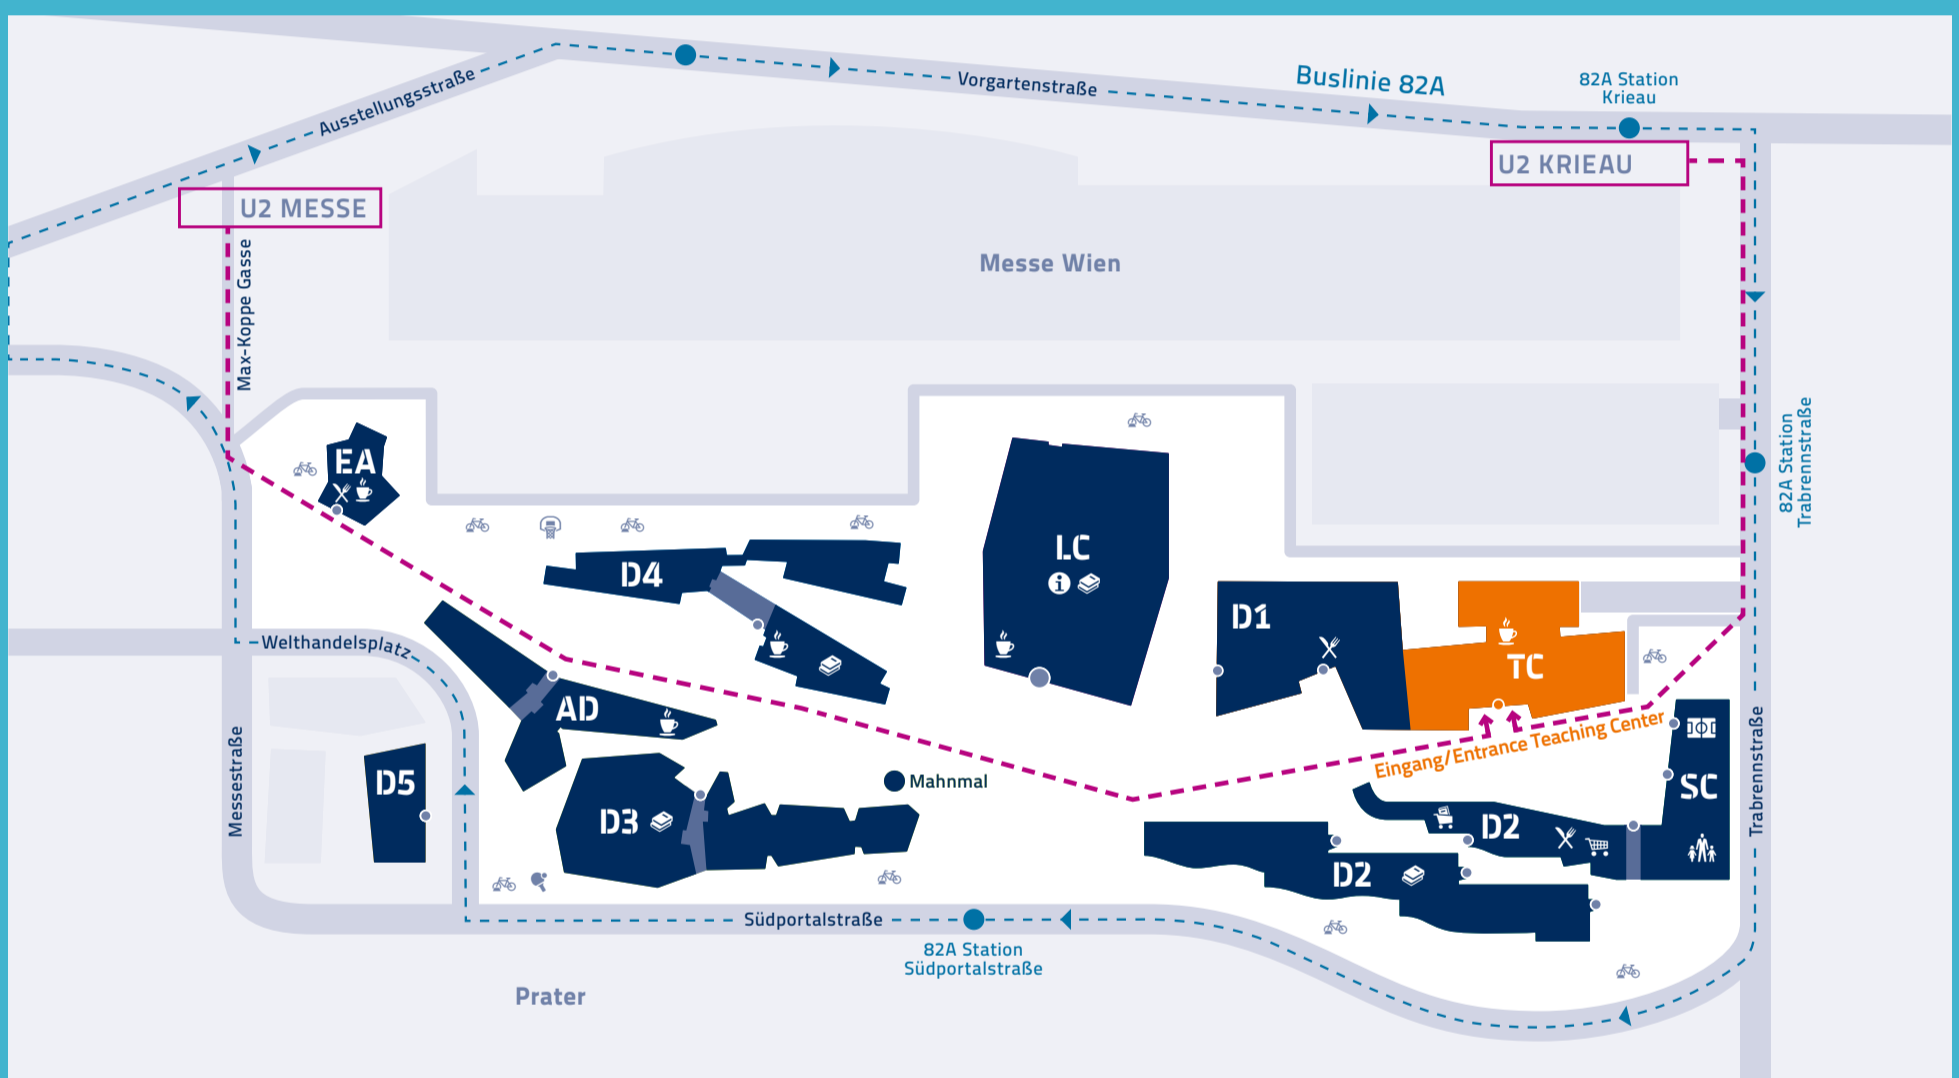 Ausstellungsstraße
Vorgartenstraße
Buslinie 82A
82A Station
Krieau
U2 KRIEAU
U2 MESSE
Max-Koppe Gasse
Messe Wien
82A Station
Trabrennstraße
EA
D4
LC
i
D1
TC
Eingang/Entrance Teaching Center
Welthandelsplatz
AD
Messestraße
D5
D3
Mahnmal
D2
D2
SC
Trabrennstraße
Südportalstraße
82A Station
Südportalstraße
Prater